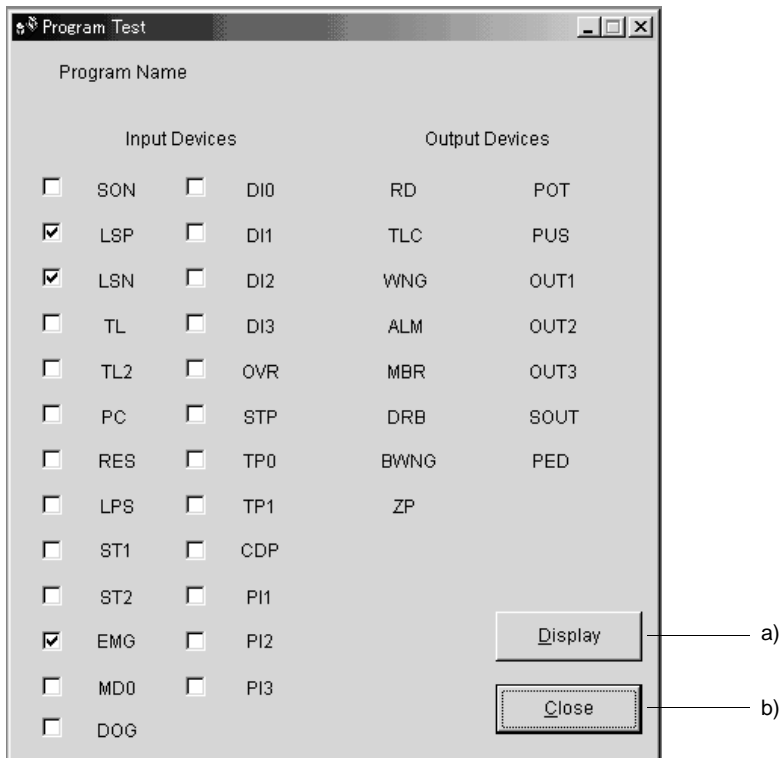 Program Test
Program Name
Input Devices Output Devices
SON DI0 RD POT
LSP DI1 TLC PUS
LSN DI2 WNG OUT1
TL DI3 ALM OUT2
TL2 OVR MBR OUT3
PC STP DRB SOUT
RES TP0 BWNG PED
LPS TP1 ZP
ST1 CDP
ST2 PI1
EMG PI2 Display a)
MD0 PI3
Close b)
DOG